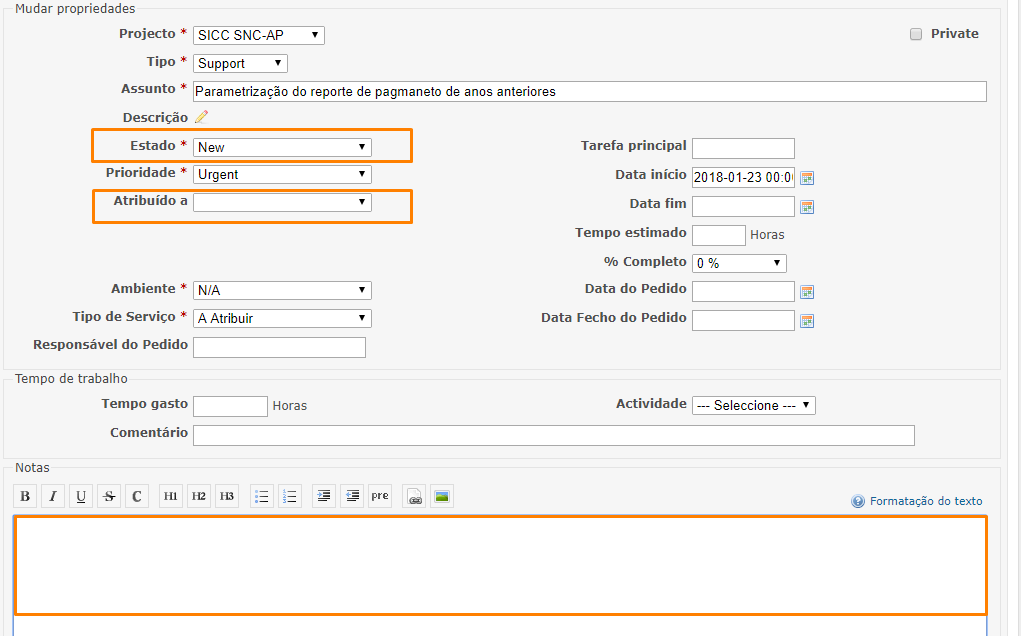 Mudar propriedades
Projecto * SICC SNC-AP Private
Tipo * Support
Assunto * Parametrização do reporte de pagmaneto de anos anteriores
Descrição
Estado * New Tarefa principal
Prioridade * Urgent Data início 2018-01-23 00:0
Atribuído a Data fim
Tempo estimado Horas
% Completo 0 %
Ambiente * N/A Data do Pedido
Tipo de Serviço * A Atribuir Data Fecho do Pedido
Responsável do Pedido
Tempo de trabalho
Tempo gasto Horas Actividade --- Seleccione ---
Comentário
Notas
B I U S C H1 H2 H3 pre Formatação do texto